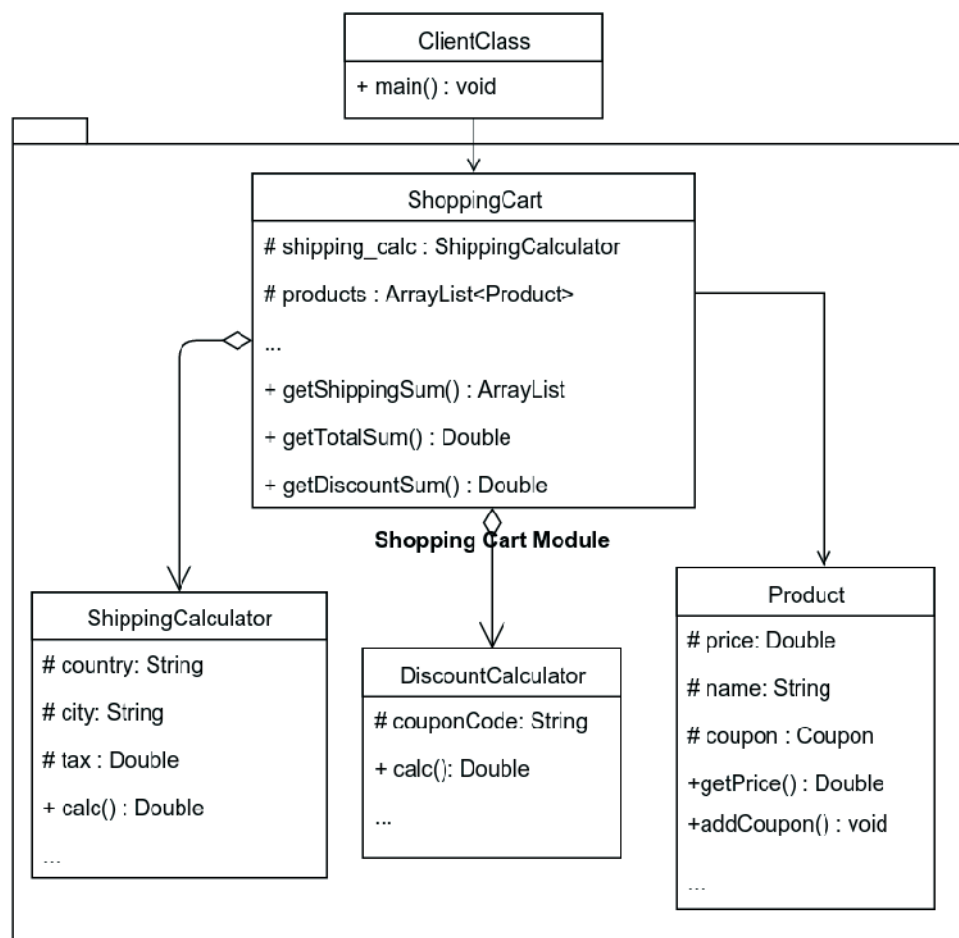 ClientClass
+ main() : void
ShoppingCart
# shipping_calc : ShippingCalculator
# products : ArrayList<Product>
...
+ getShippingSum() : ArrayList
+ getTotalSum() : Double
+ getDiscountSum() : Double
Shopping Cart Module
ShippingCalculator
# country: String
# city: String
# tax : Double
+ calc() : Double
...
DiscountCalculator
# couponCode: String
+ calc(): Double
...
Product
# price: Double
# name: String
# coupon : Coupon
+getPrice() : Double
+addCoupon() : void
...